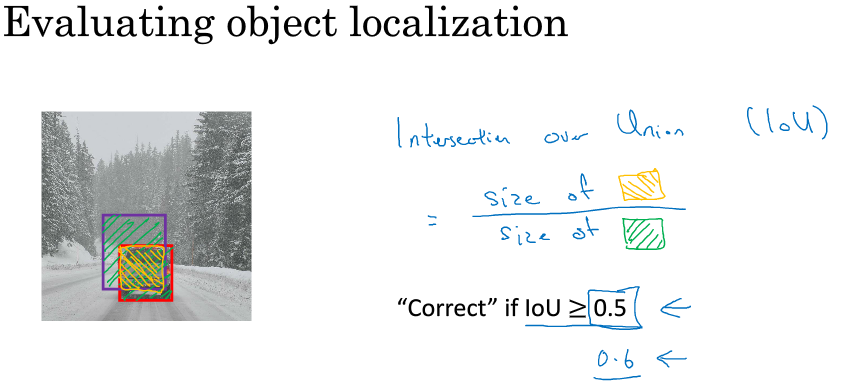 Evaluating object localization
Intersection over Union (IoU)
= size of
size of
“Correct” if IoU ≥ 0.5 ←
0.6 ←